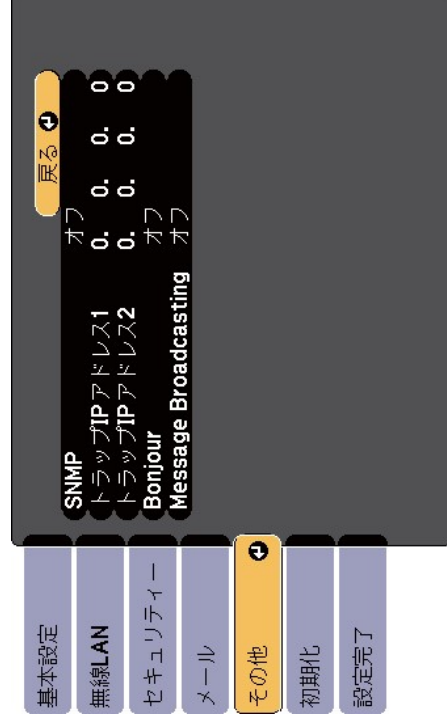 基本設定
無線LAN
セキュリティー
メール
その他
初期化
設定完了
戻る
SNMP オフ
トラップIPアドレス1 0. 0. 0. 0
トラップIPアドレス2 0. 0. 0. 0
Bonjour オフ
Message Broadcasting オフ